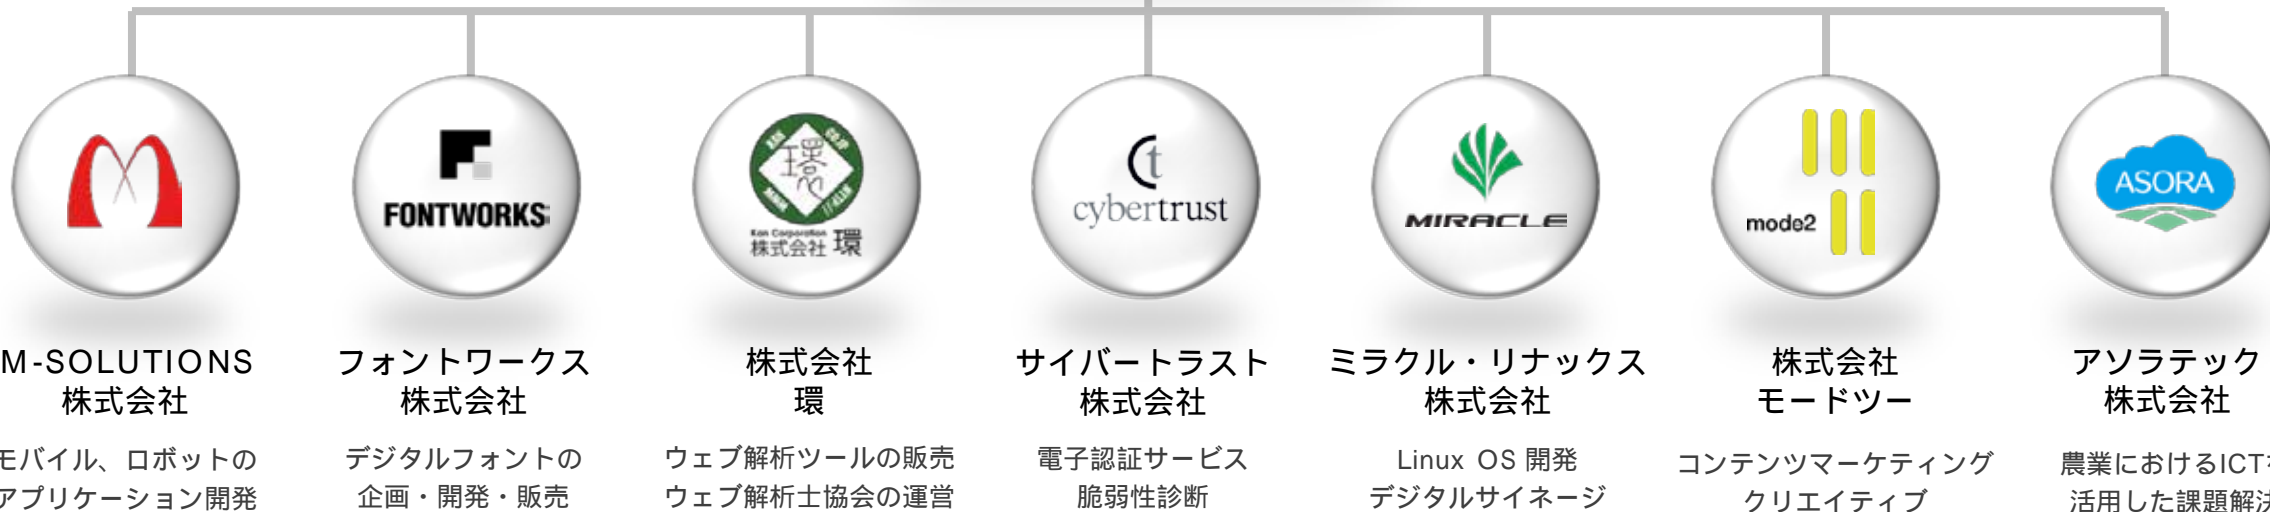 FONTWORKS
Kan Corporation
株式会社 環
cybertrust
MIRACLE
mode2
ASORA
M-SOLUTIONS
株式会社
フォントワークス
株式会社
株式会社
環
サイバートラスト
株式会社
ミラクル・リナックス
株式会社
株式会社
モードツー
アソラテック
株式会社
モバイル、ロボットの
アプリケーション開発
デジタルフォントの
企画・開発・販売
ウェブ解析ツールの販売
ウェブ解析士協会の運営
電子認証サービス
脆弱性診断
Linux OS 開発
デジタルサイネージ
コンテンツマーケティング
クリエイティブ
農業におけるICTを
活用した課題解決